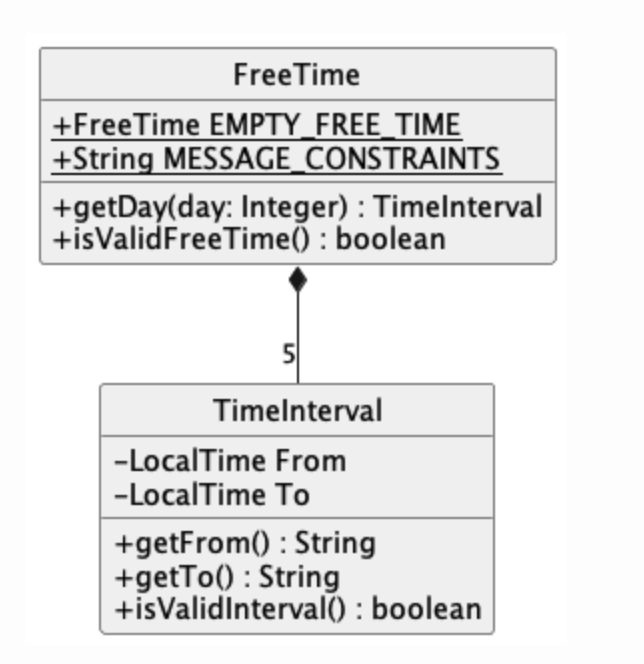 FreeTime
+FreeTime EMPTY_FREE_TIME
+String MESSAGE_CONSTRAINTS
+getDay(day: Integer) : TimeInterval
+isValidFreeTime() : boolean
5
TimeInterval
-LocalTime From
-LocalTime To
+getFrom() : String
+getTo() : String
+isValidInterval() : boolean